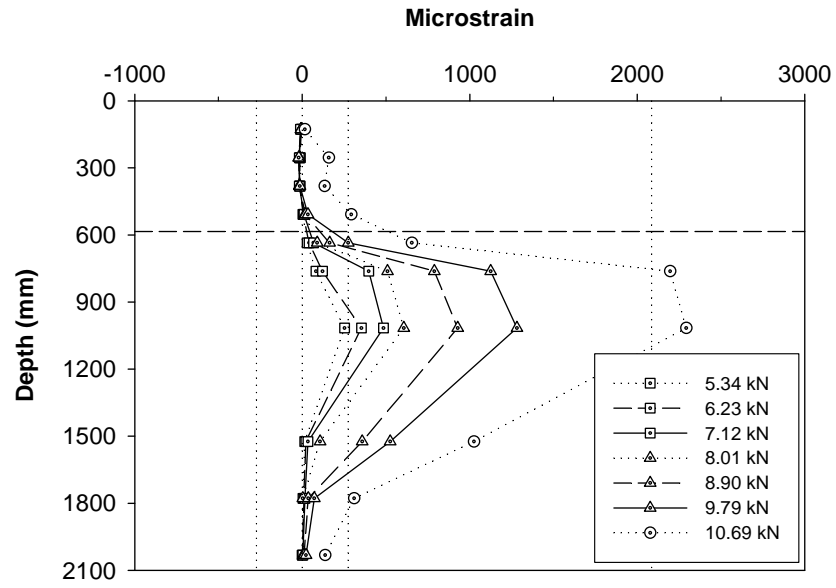 Microstrain
-1000 0 1000 2000 3000
0
300
600
900
1200
1500
1800
2100
Depth (mm)
5.34 kN
6.23 kN
7.12 kN
8.01 kN
8.90 kN
9.79 kN
10.69 kN